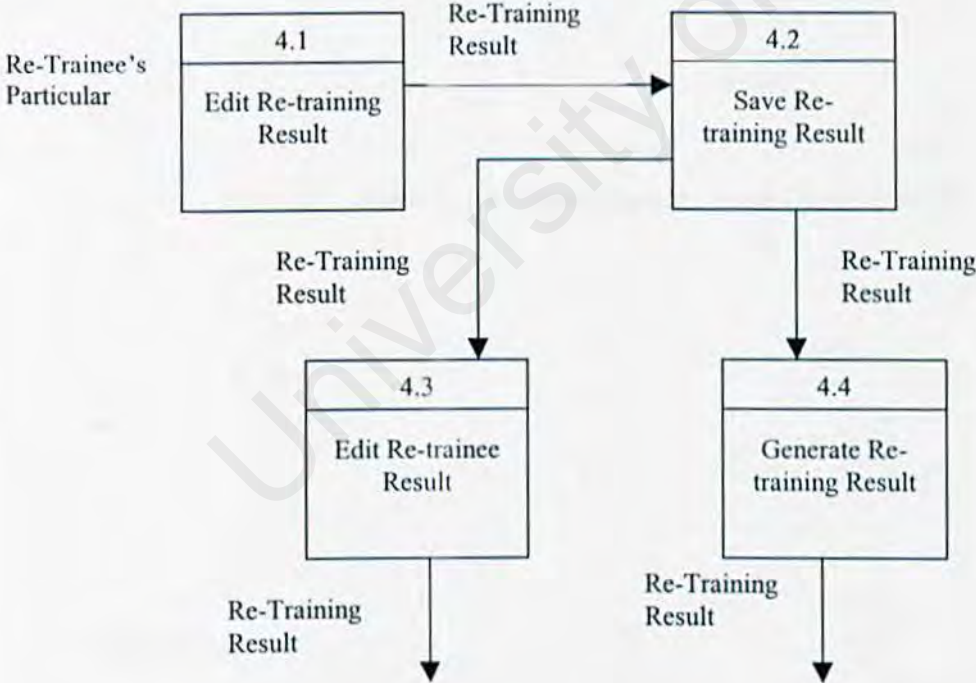 Re-Trainee's
Particular
4.1
Edit Re-training
Result
Re-Training
Result
4.2
Save Re-
training Result
Re-Training
Result
Re-Training
Result
4.3
Edit Re-trainee
Result
4.4
Generate Re-
training Result
Re-Training
Result
Re-Training
Result
University of